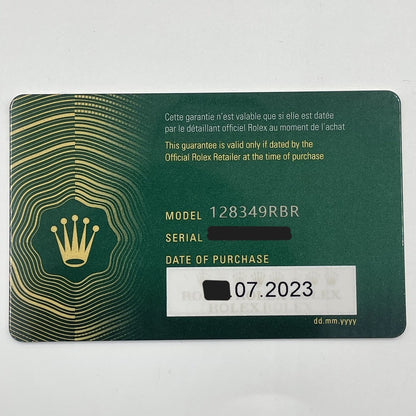 Cette garantie n'est valable que si elle est datée
par le détaillant officiel Rolex au moment de l'achat
This guarantee is valid only if dated by the
Official Rolex Retailer at the time of purchase
MODEL 128349RBR
SERIAL
DATE OF PURCHASE
.07.2023
ROLEX ROLEX
dd.mm.yyyy